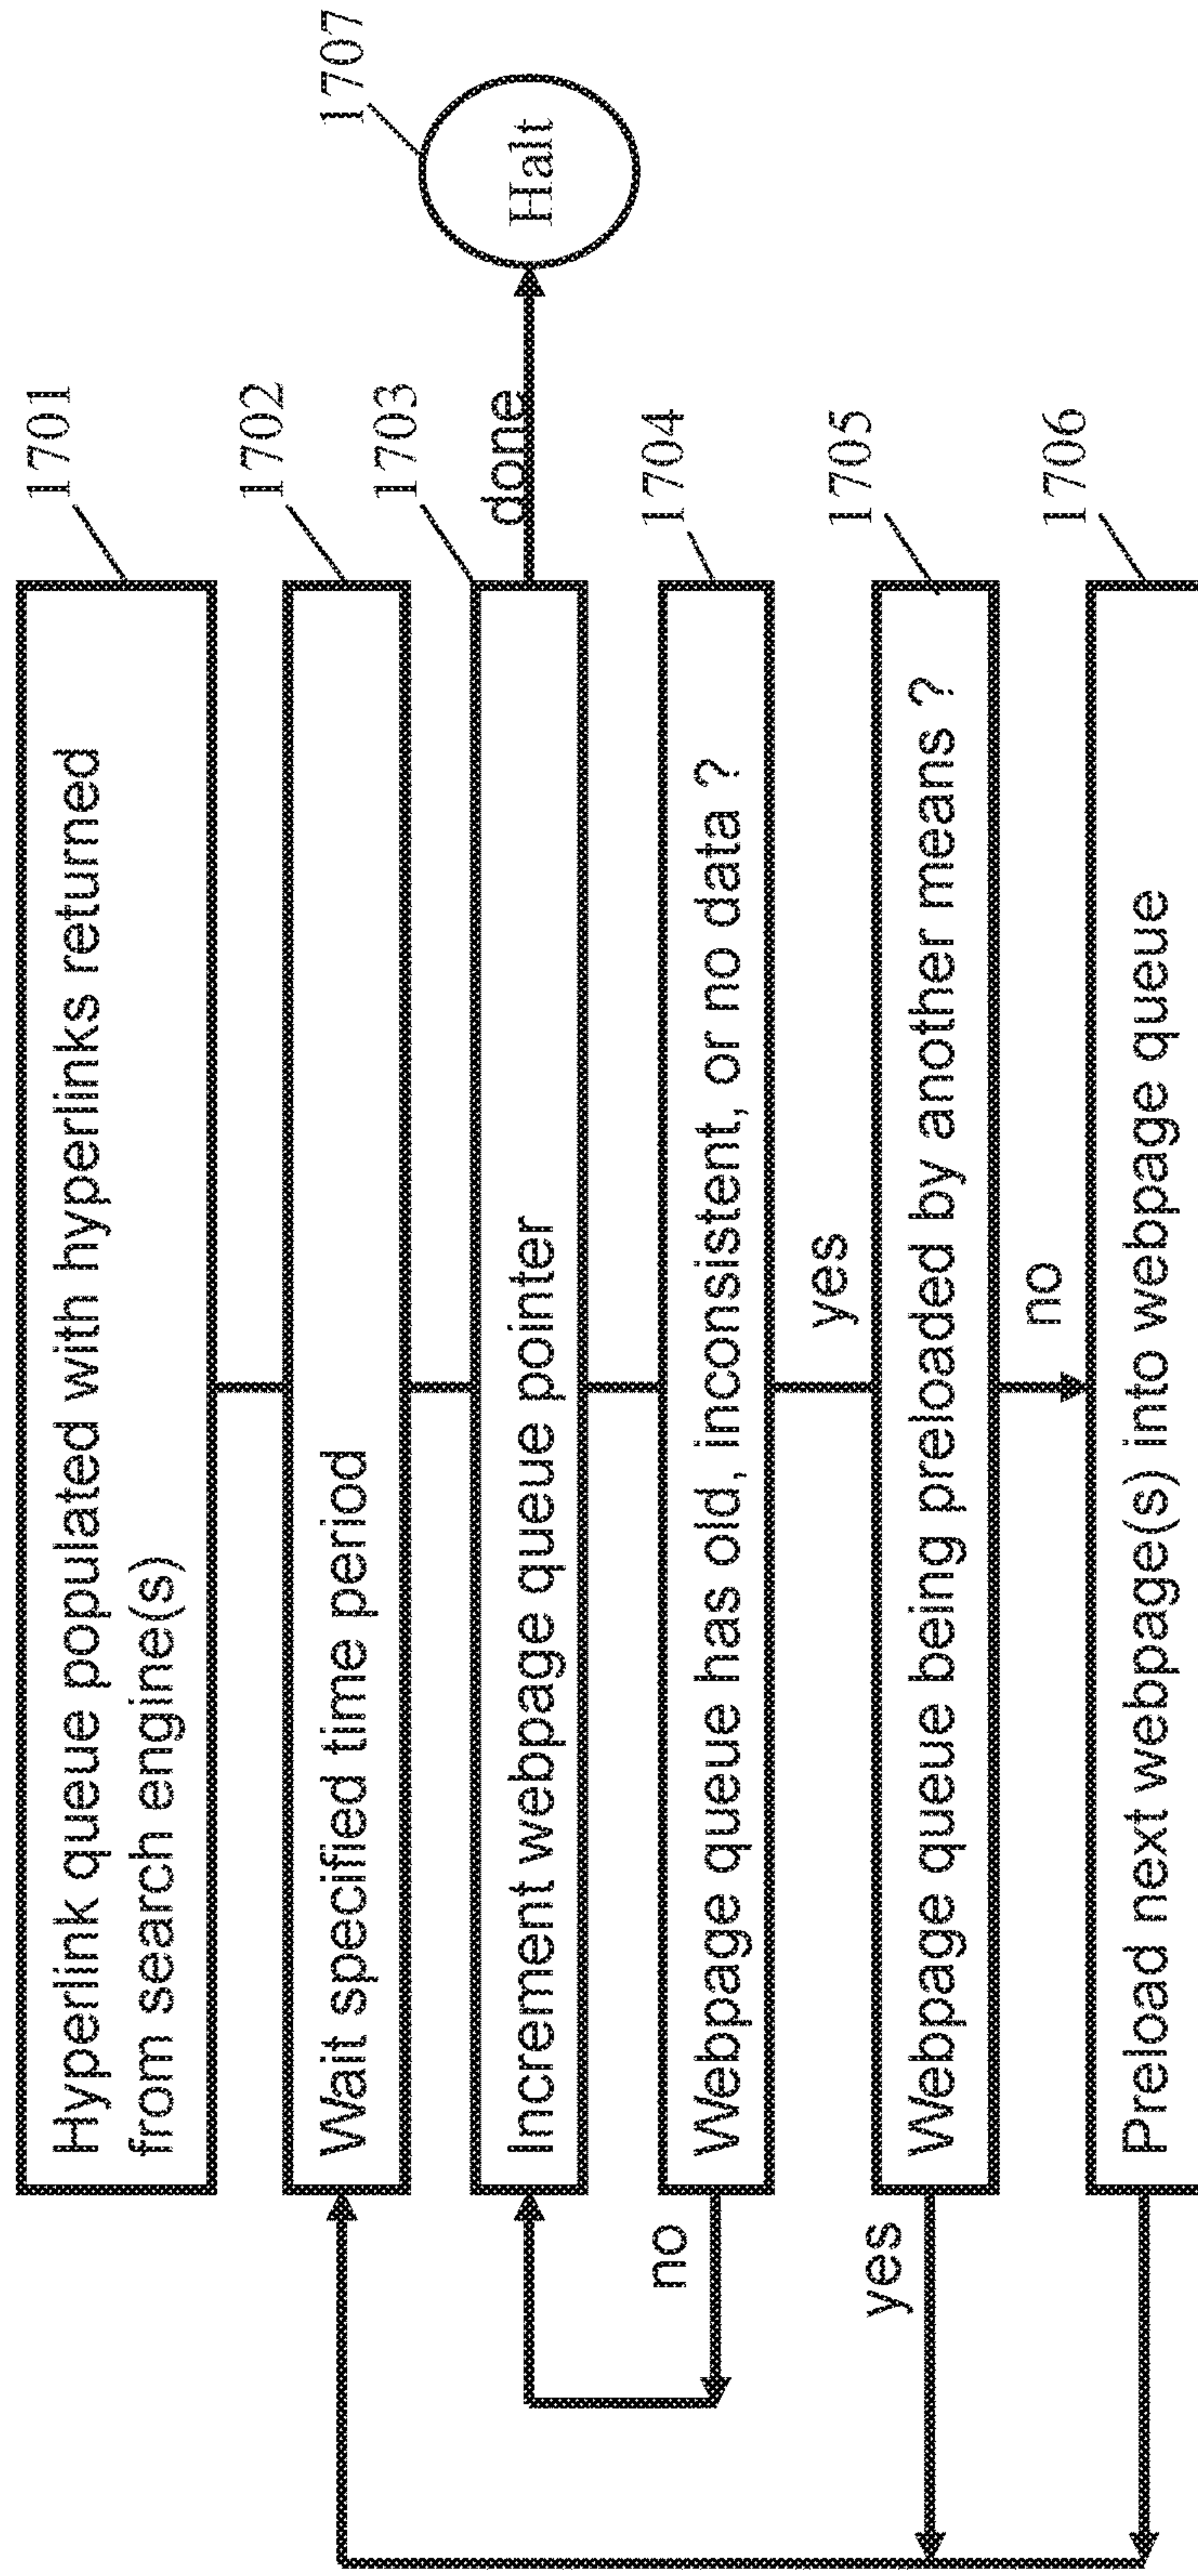 1701
Hyperlink queue populated with hyperlinks returned
from search engine(s)
1702
Wait specified time period
1703
Increment webpage queue pointer
done
1707
Halt
1704
Webpage queue has old, inconsistent, or no data ?
no
yes
1705
Webpage queue being preloaded by another means ?
yes
no
1706
Preload next webpage(s) into webpage queue